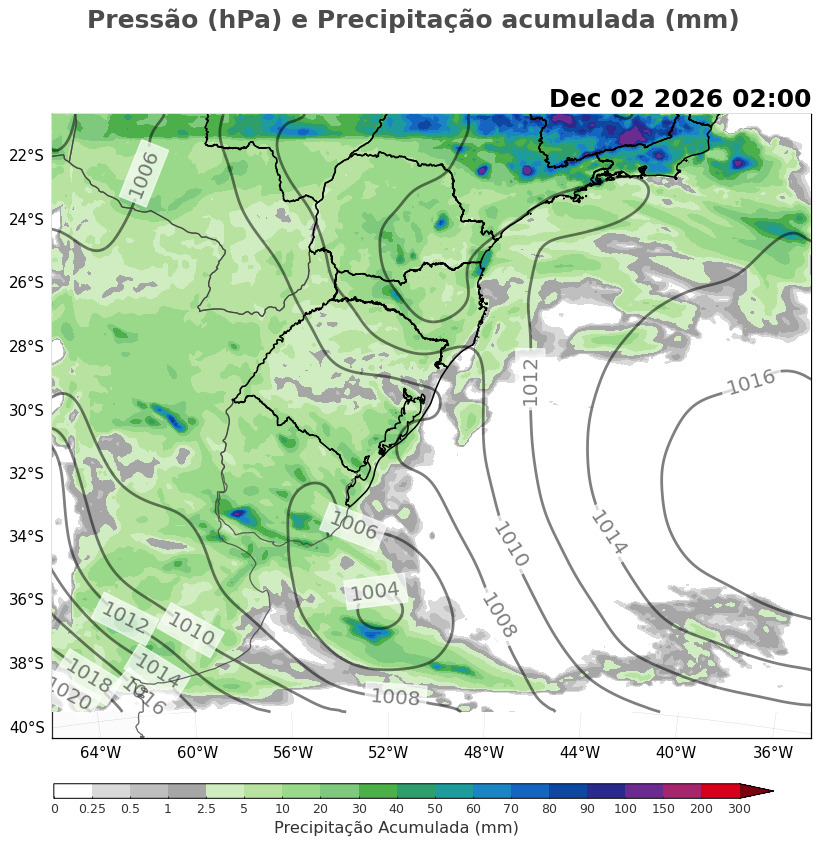 Pressão (hPa) e Precipitação acumulada (mm)
Dec 02 2026 02:00
22°S
24°S
26°S
28°S
30°S
32°S
34°S
36°S
38°S
40°S
1006
1012
1016
1014
1010
1006
1004
1008
1008
1012
1010
1014
1018
1016
1020
64°W 60°W 56°W 52°W 48°W 44°W 40°W 36°W
0 0.25 0.5 1 2.5 5 10 20 30 40 50 60 70 80 90 100 150 200 300
Precipitação Acumulada (mm)